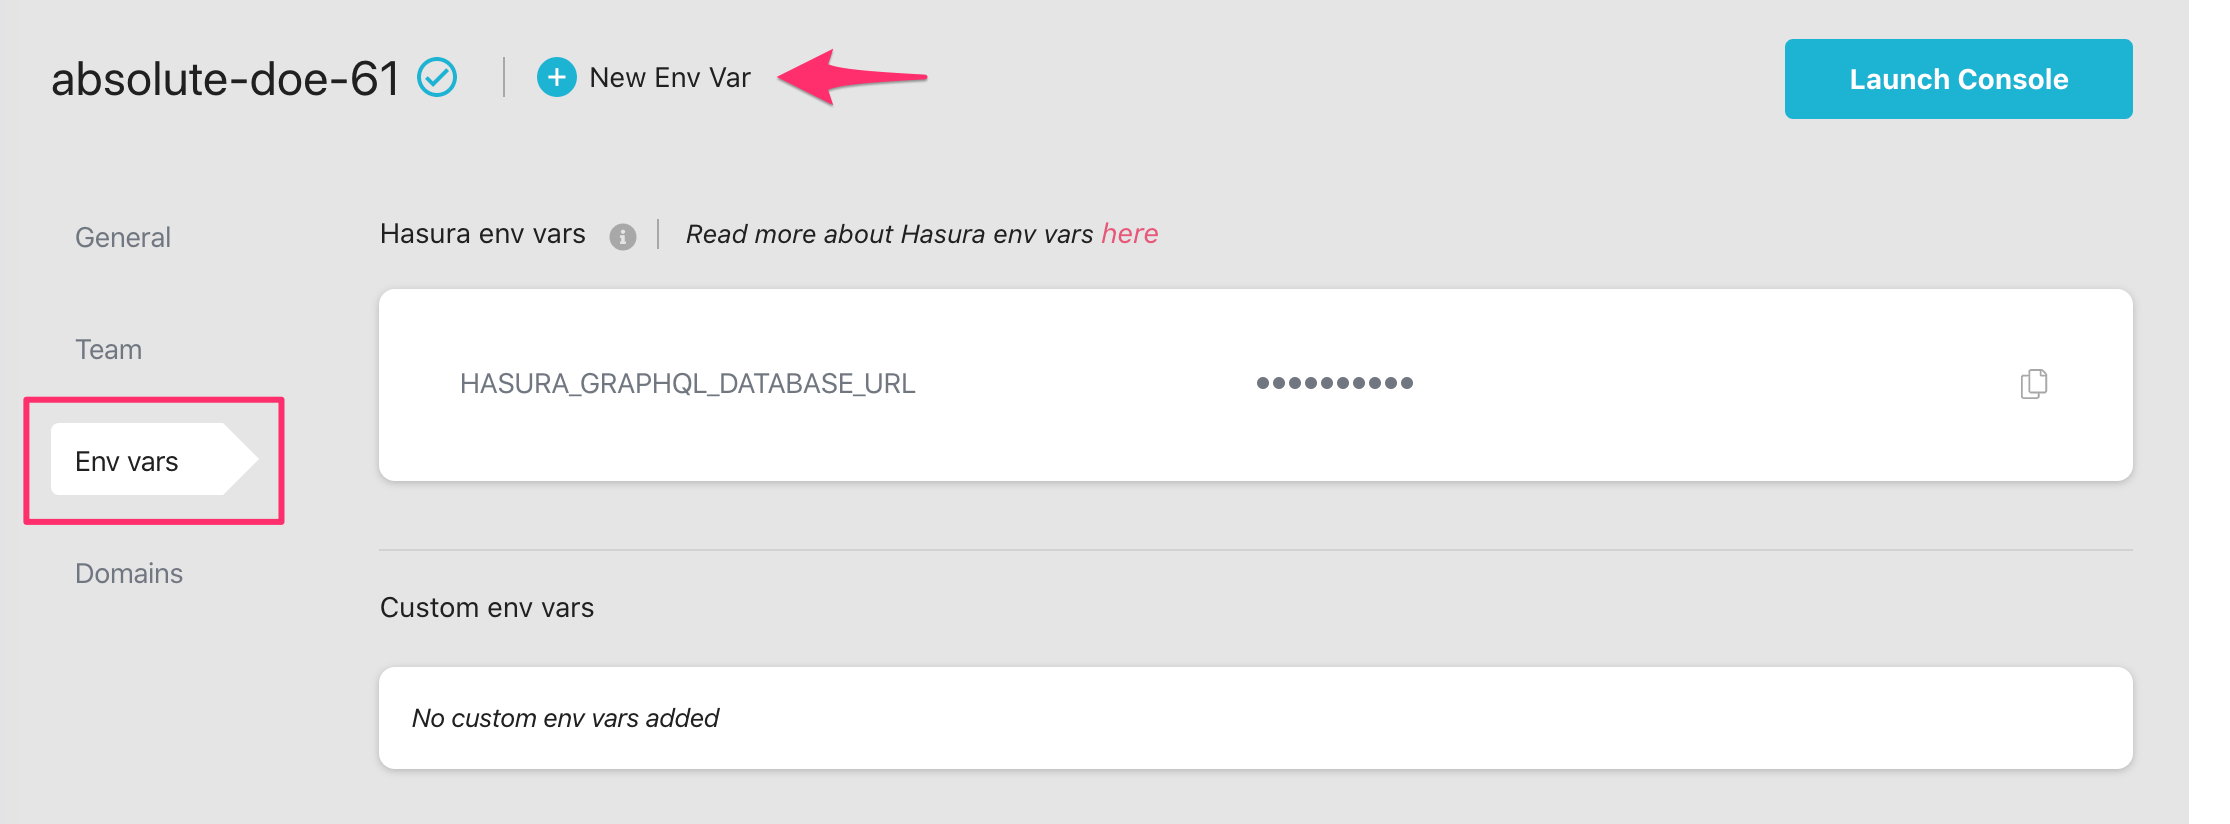 absolute-doe-61
New Env Var
Launch Console
General
Team
Env vars
Domains
Hasura env vars
Read more about Hasura env vars here
HASURA_GRAPHQL_DATABASE_URL
••••••••••
Custom env vars
No custom env vars added